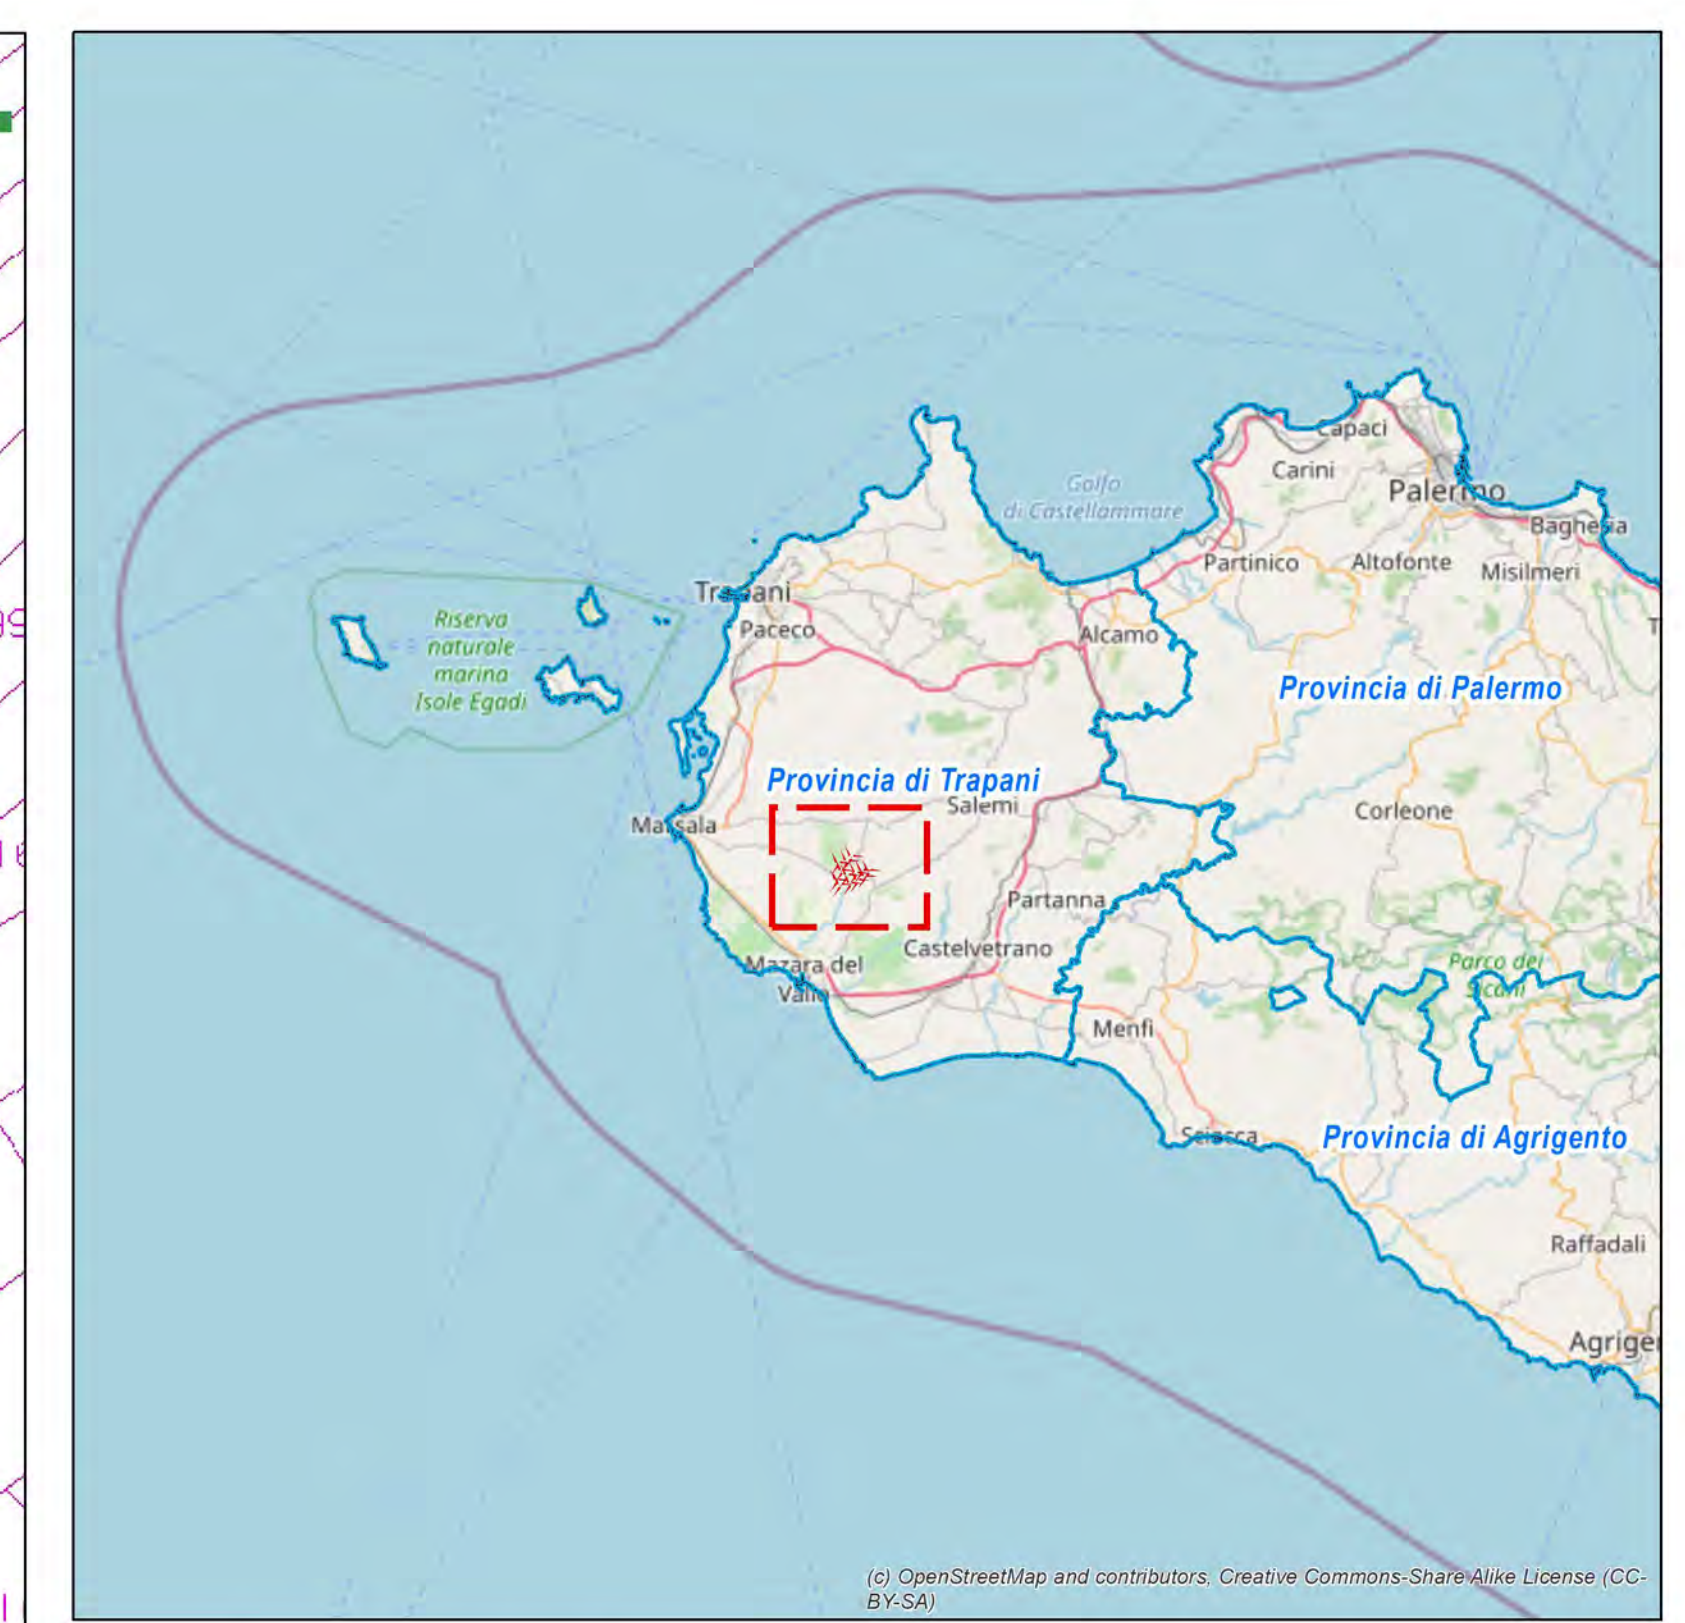 Capaci
Carini
Palermo
Golfo
di Castellammare
Bagheria
Partinico
Altofonte
Misilmeri
Trapani
Riserva
naturale
marina
Isole Egadi
Paceco
Alcamo
Provincia di Palermo
Provincia di Trapani
Salemi
Corleone
Marsala
Partanna
Castelvetrano
Mazara del
Vallo
Parco dei
Sicani
Menfi
Sciacca
Provincia di Agrigento
Raffadali
Agriger
(c) OpenStreetMap and contributors, Creative Commons-Share Alike License (CC-
BY-SA)